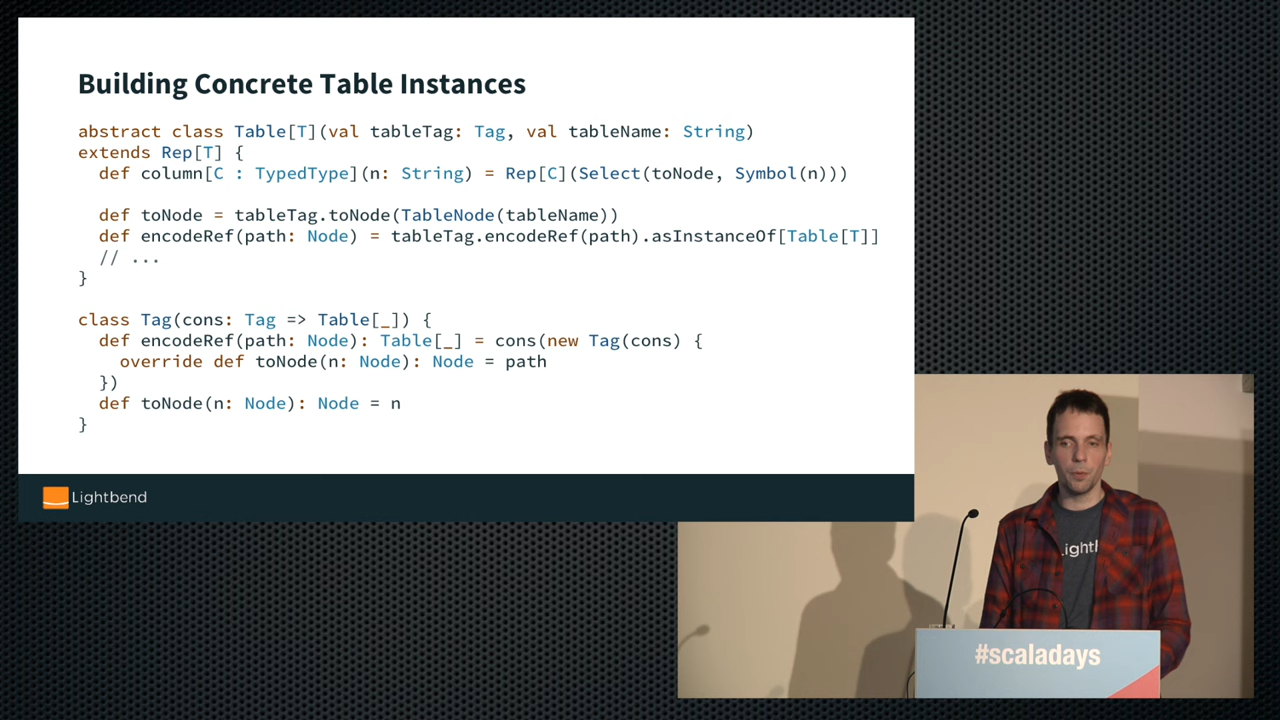 Building Concrete Table Instances
abstract class Table[T](val tableTag: Tag, val tableName: String)
extends Rep[T] {
  def column[C : TypedType](n: String) = Rep[C](Select(toNode, Symbol(n)))
  def toNode = tableTag.toNode(TableNode(tableName))
  def encodeRef(path: Node) = tableTag.encodeRef(path).asInstanceOf[Table[T]]
  // ...
}
class Tag(cons: Tag => Table[_]) {
  def encodeRef(path: Node): Table[_] = cons(new Tag(cons) {
    override def toNode(n: Node): Node = path
  })
  def toNode(n: Node): Node = n
}
Lightbend
#scaladays